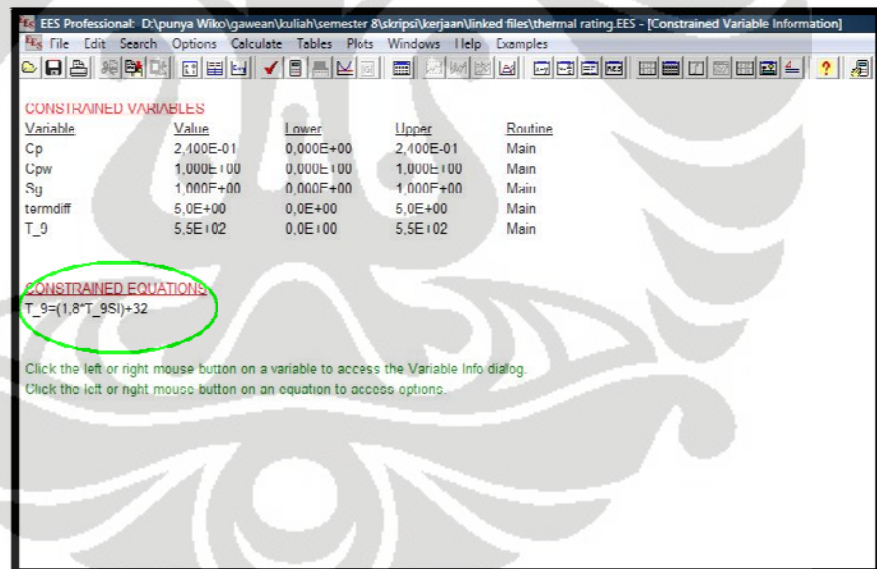 EES Professional: D:\punya Wiko\gawean\kuliah\semester 8\skripsi\kerjaan\linked files\thermal rating.EES - [Constrained Variable Information]
File Edit Search Options Calculate Tables Plots Windows Help Examples
CONSTRAINED VARIABLES
Variable Value Lower Upper Routine
Cp 2,400E-01 0,000E+00 2,400E-01 Main
Cpw 1,000E+00 0,000E+00 1,000E+00 Main
Sg 1,000E+00 0,000E+00 1,000E+00 Main
termdiff 5,0E+00 0,0E+00 5,0E+00 Main
T_9 5,5E+02 0,0E+00 5,5E+02 Main
CONSTRAINED EQUATIONS
T_9=(1,8*T_9SI)+32
Click the left or right mouse button on a variable to access the Variable Info dialog.
Click the left or right mouse button on an equation to access options.